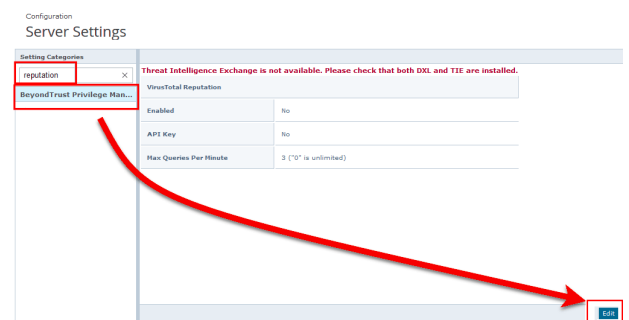 Configuration
Server Settings
Setting Categories
reputation ×
BeyondTrust Privilege Man...
Threat Intelligence Exchange is not available. Please check that both DXL and TIE are installed.
VirusTotal Reputation
Enabled No
API Key No
Max Queries Per Minute 3 ("0" is unlimited)
Edit